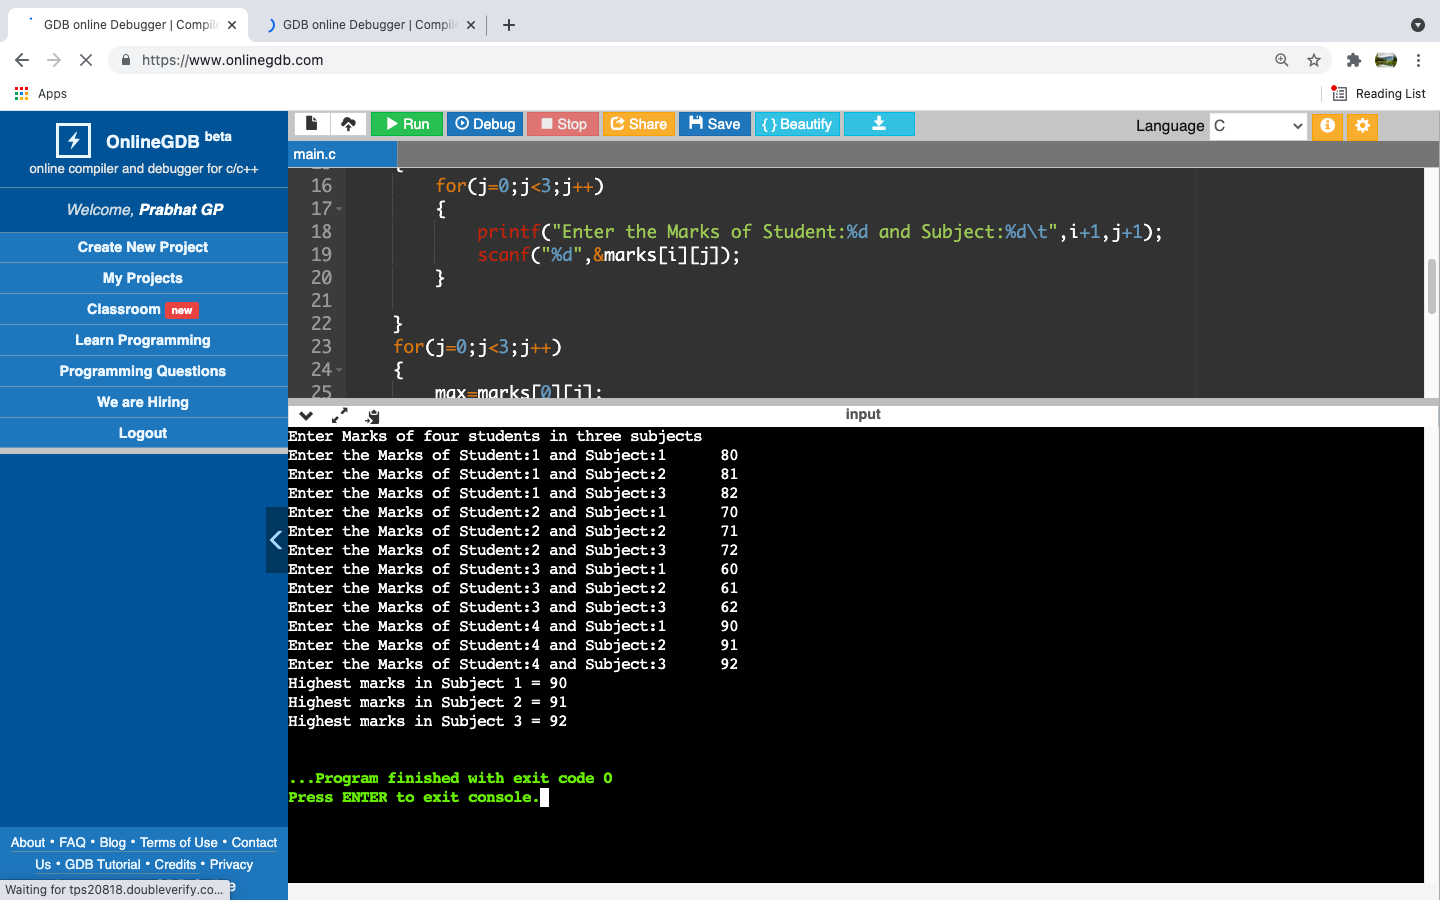 GDB online Debugger | Compil
GDB online Debugger | Compil
https://www.onlinegdb.com
Apps
Reading List
OnlineGDB beta
online compiler and debugger for c/c++
Welcome, Prabhat GP
Create New Project
My Projects
Classroom new
Learn Programming
Programming Questions
We are Hiring
Logout
Run Debug Stop Share Save { } Beautify
Language C
main.c
16 for(j=0;j<3;j++)
17 {
18 printf("Enter the Marks of Student:%d and Subject:%d\t",i+1,j+1);
19 scanf("%d",&marks[i][j]);
20 }
21
22 }
23 for(j=0;j<3;j++)
24 {
25 max=marks[0][j];
input
Enter Marks of four students in three subjects
Enter the Marks of Student:1 and Subject:1 80
Enter the Marks of Student:1 and Subject:2 81
Enter the Marks of Student:1 and Subject:3 82
Enter the Marks of Student:2 and Subject:1 70
Enter the Marks of Student:2 and Subject:2 71
Enter the Marks of Student:2 and Subject:3 72
Enter the Marks of Student:3 and Subject:1 60
Enter the Marks of Student:3 and Subject:2 61
Enter the Marks of Student:3 and Subject:3 62
Enter the Marks of Student:4 and Subject:1 90
Enter the Marks of Student:4 and Subject:2 91
Enter the Marks of Student:4 and Subject:3 92
Highest marks in Subject 1 = 90
Highest marks in Subject 2 = 91
Highest marks in Subject 3 = 92
...Program finished with exit code 0
Press ENTER to exit console.
About • FAQ • Blog • Terms of Use • Contact
Us • GDB Tutorial • Credits • Privacy
Waiting for tps20818.doubleverify.co...